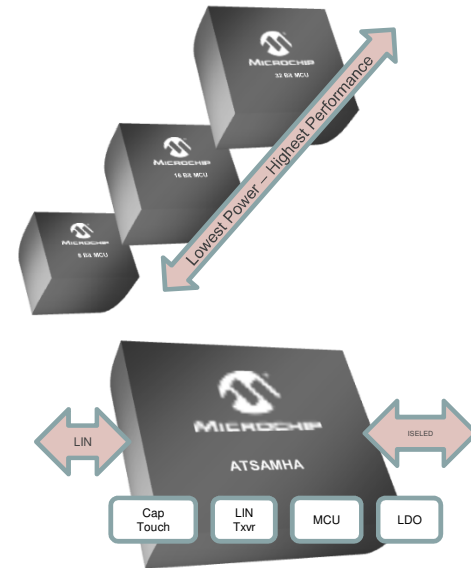 MICROCHIP
32 Bit MCU
MICROCHIP
16 Bit MCU
MICROCHIP
8 Bit MCU
Lowest Power – Highest Performance
MICROCHIP
ATSAMHA
LIN
ISELED
Cap
Touch
LIN
Txvr
MCU
LDO